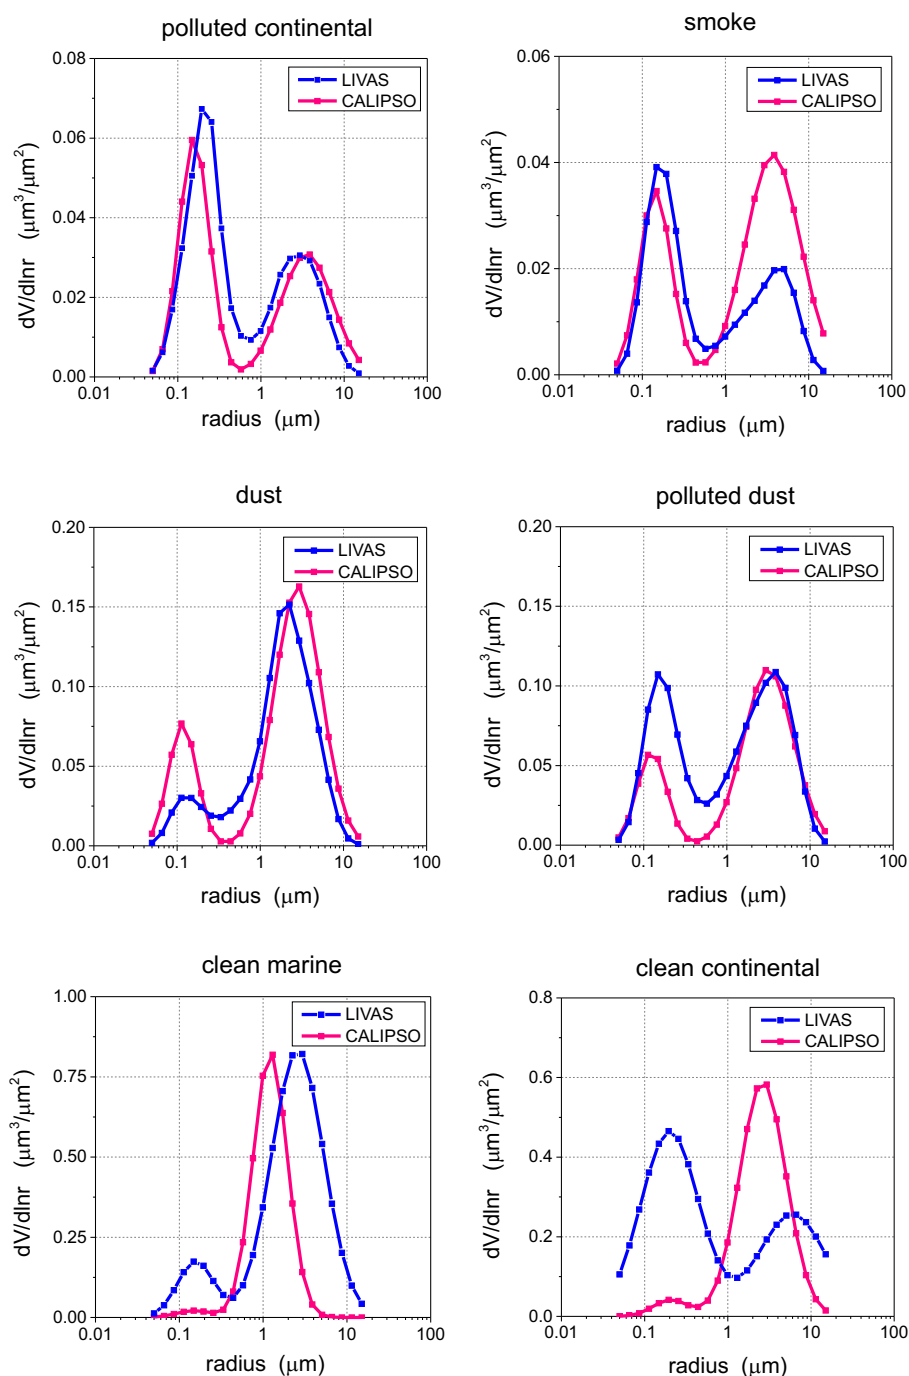 polluted continental
0.08
0.06
0.04
0.02
0.00
dV/dlnr (μm³/μm²)
LIVAS
CALIPSO
0.01 0.1 1 10 100
radius (μm)
smoke
0.06
0.04
0.02
0.00
dV/dlnr (μm³/μm²)
LIVAS
CALIPSO
0.01 0.1 1 10 100
radius (μm)
dust
0.20
0.15
0.10
0.05
0.00
dV/dlnr (μm³/μm²)
LIVAS
CALIPSO
0.01 0.1 1 10 100
radius (μm)
polluted dust
0.20
0.15
0.10
0.05
0.00
dV/dlnr (μm³/μm²)
LIVAS
CALIPSO
0.01 0.1 1 10 100
radius (μm)
clean marine
1.00
0.75
0.50
0.25
0.00
dV/dlnr (μm³/μm²)
LIVAS
CALIPSO
0.01 0.1 1 10 100
radius (μm)
clean continental
0.8
0.6
0.4
0.2
0.0
dV/dlnr (μm³/μm²)
LIVAS
CALIPSO
0.01 0.1 1 10 100
radius (μm)